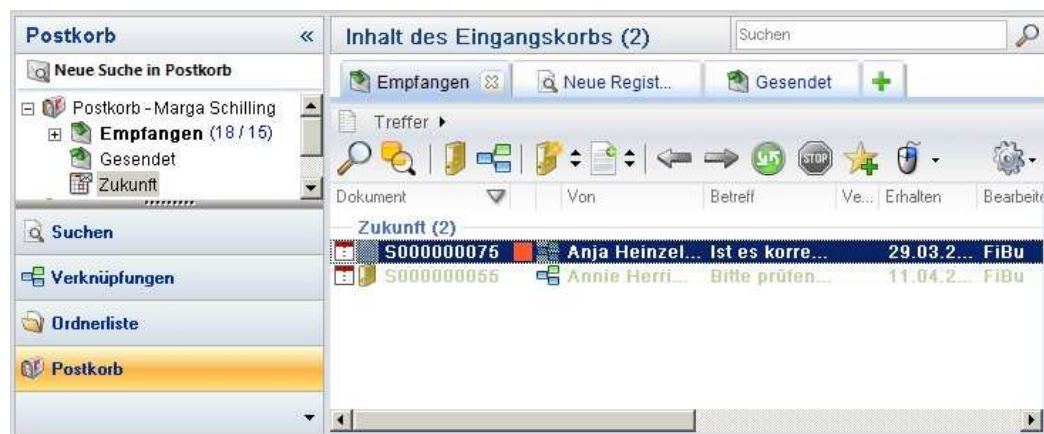 Postkorb «
Neue Suche in Postkorb
Postkorb - Marga Schilling
Empfangen (18/15)
Gesendet
Zukunft
Suchen
Verknüpfungen
Ordnerliste
Postkorb
Inhalt des Eingangskorbs (2)
Suchen
Empfangen
Neue Regist...
Gesendet
Treffer
STOP
Dokument Von Betreff Ve... Erhalten Bearbeite
Zukunft (2)
S000000075 Anja Heinzel... Ist es korre... 29.03.2... FiBu
S000000055 Annie Herri... Bitte prüfen... 11.04.2... FiBu